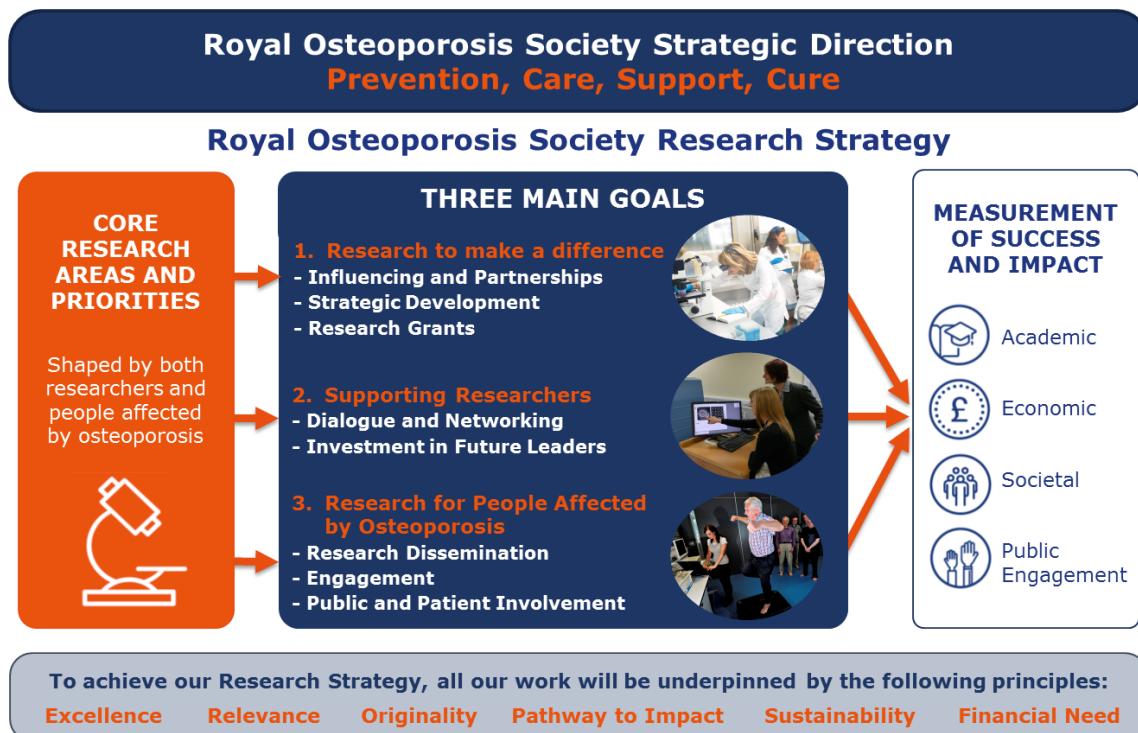 Royal Osteoporosis Society Strategic Direction
Prevention, Care, Support, Cure
Royal Osteoporosis Society Research Strategy
CORE
RESEARCH
AREAS AND
PRIORITIES
Shaped by both
researchers and
people affected
by osteoporosis
THREE MAIN GOALS
1. Research to make a difference
- Influencing and Partnerships
- Strategic Development
- Research Grants
2. Supporting Researchers
- Dialogue and Networking
- Investment in Future Leaders
3. Research for People Affected
by Osteoporosis
- Research Dissemination
- Engagement
- Public and Patient Involvement
MEASUREMENT
OF SUCCESS
AND IMPACT
Academic
£
Economic
Societal
Public
Engagement
To achieve our Research Strategy, all our work will be underpinned by the following principles:
Excellence Relevance Originality Pathway to Impact Sustainability Financial Need